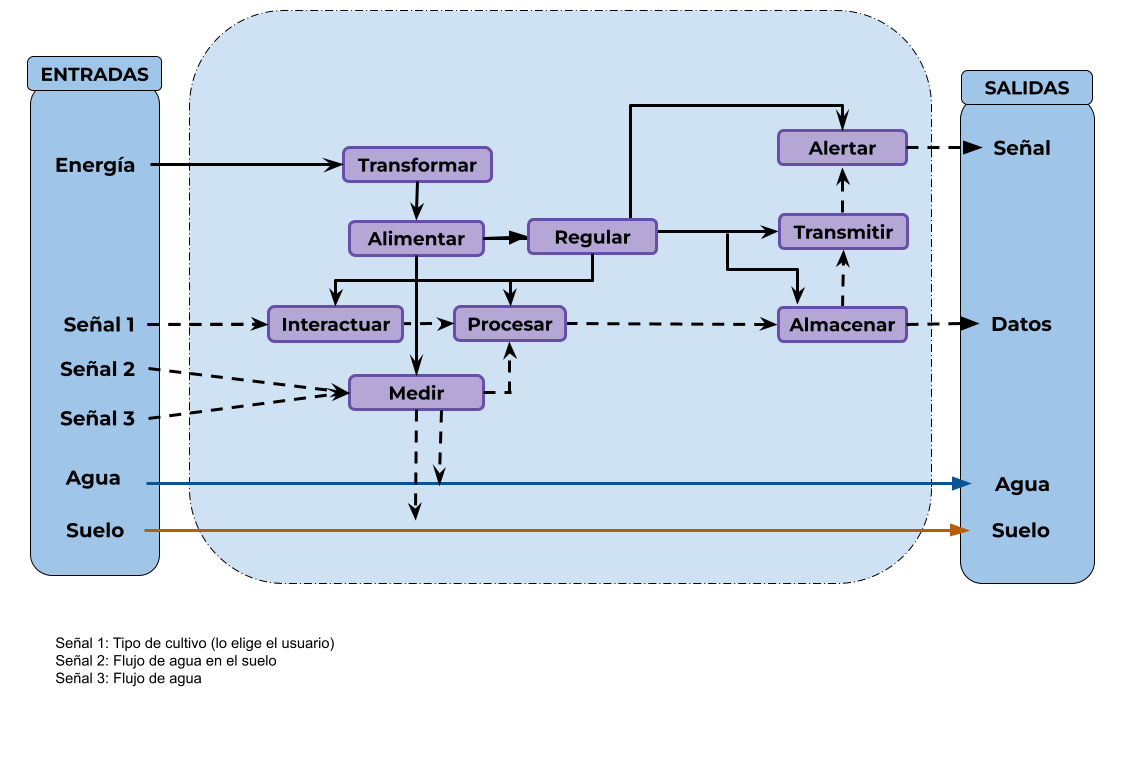 ENTRADAS
SALIDAS
Energía
Transformar
Alertar
Señal
Alimentar
Regular
Transmitir
Señal 1
Interactuar
Procesar
Almacenar
Datos
Señal 2
Medir
Señal 3
Agua
Agua
Suelo
Suelo
Señal 1: Tipo de cultivo (lo elige el usuario)
Señal 2: Flujo de agua en el suelo
Señal 3: Flujo de agua